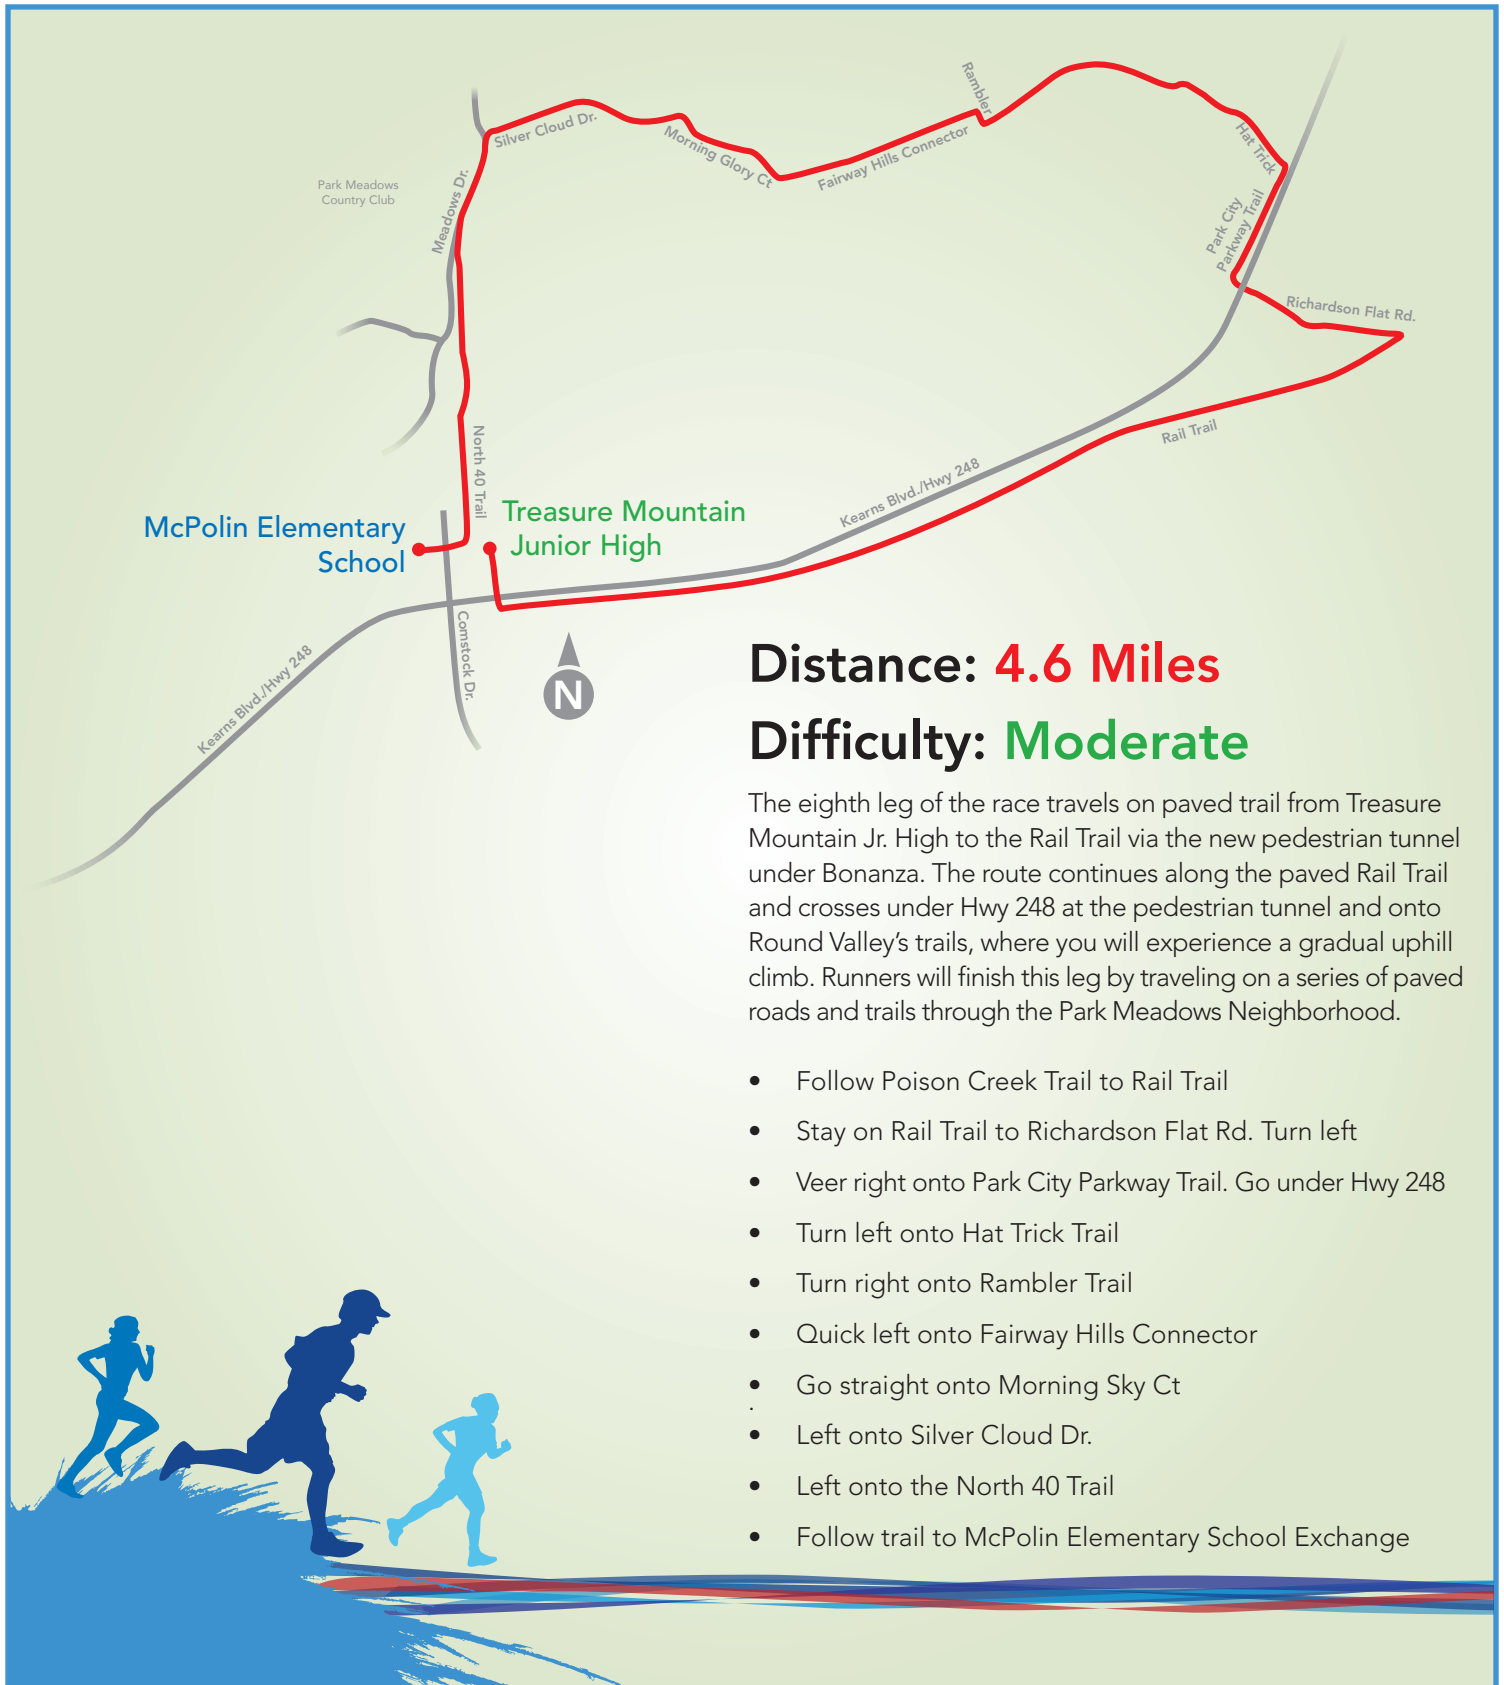 Rambler
Silver Cloud Dr.
Morning Glory Ct
Fairway Hills Connector
Hat Trick
Park Meadows
Country Club
Meadows Dr.
Park City
Parkway Trail
Richardson Flat Rd.
Rail Trail
North 40 Trail
Kearns Blvd./Hwy 248
McPolin Elementary
School
Treasure Mountain
Junior High
Comstock Dr.
Kearns Blvd./Hwy 248
N
Distance: 4.6 Miles
Difficulty: Moderate
The eighth leg of the race travels on paved trail from Treasure
Mountain Jr. High to the Rail Trail via the new pedestrian tunnel
under Bonanza. The route continues along the paved Rail Trail
and crosses under Hwy 248 at the pedestrian tunnel and onto
Round Valley’s trails, where you will experience a gradual uphill
climb. Runners will finish this leg by traveling on a series of paved
roads and trails through the Park Meadows Neighborhood.
• Follow Poison Creek Trail to Rail Trail
• Stay on Rail Trail to Richardson Flat Rd. Turn left
• Veer right onto Park City Parkway Trail. Go under Hwy 248
• Turn left onto Hat Trick Trail
• Turn right onto Rambler Trail
• Quick left onto Fairway Hills Connector
• Go straight onto Morning Sky Ct
.
• Left onto Silver Cloud Dr.
• Left onto the North 40 Trail
• Follow trail to McPolin Elementary School Exchange